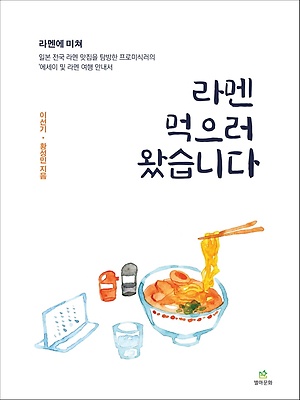 라멘에 미쳐
일본 전국 라멘 맛집을 탐방한 프로미식러의
'에세이 및 라멘 여행 안내서
라멘
먹으러
왔습니다
이선기 · 황성민 지음
별아문화